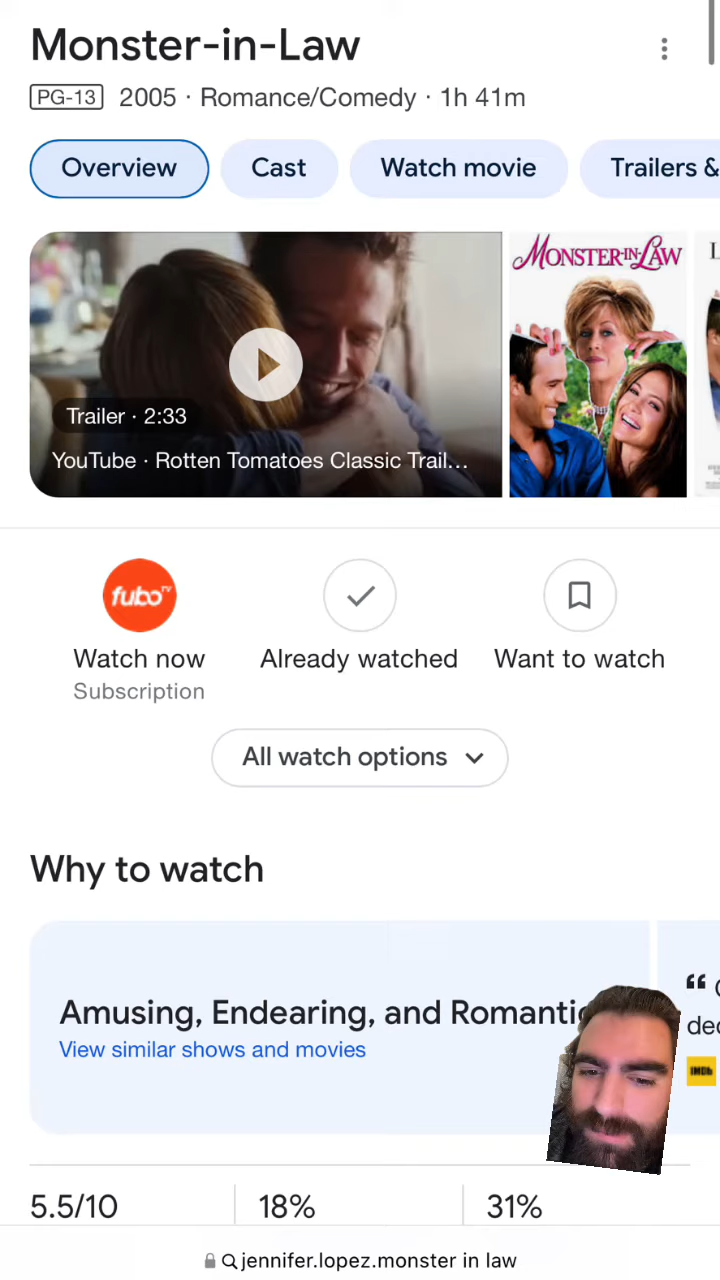 Monster-in-Law
PG-13 2005 · Romance/Comedy · 1h 41m
Overview Cast Watch movie Trailers &
MONSTER-IN-LAW
Trailer · 2:33
YouTube · Rotten Tomatoes Classic Trail...
fubo TV
Watch now Already watched Want to watch
Subscription
All watch options
Why to watch
Amusing, Endearing, and Romantic
View similar shows and movies
“
IMDb
5.5/10 18% 31%
jennifer.lopez.monster in law